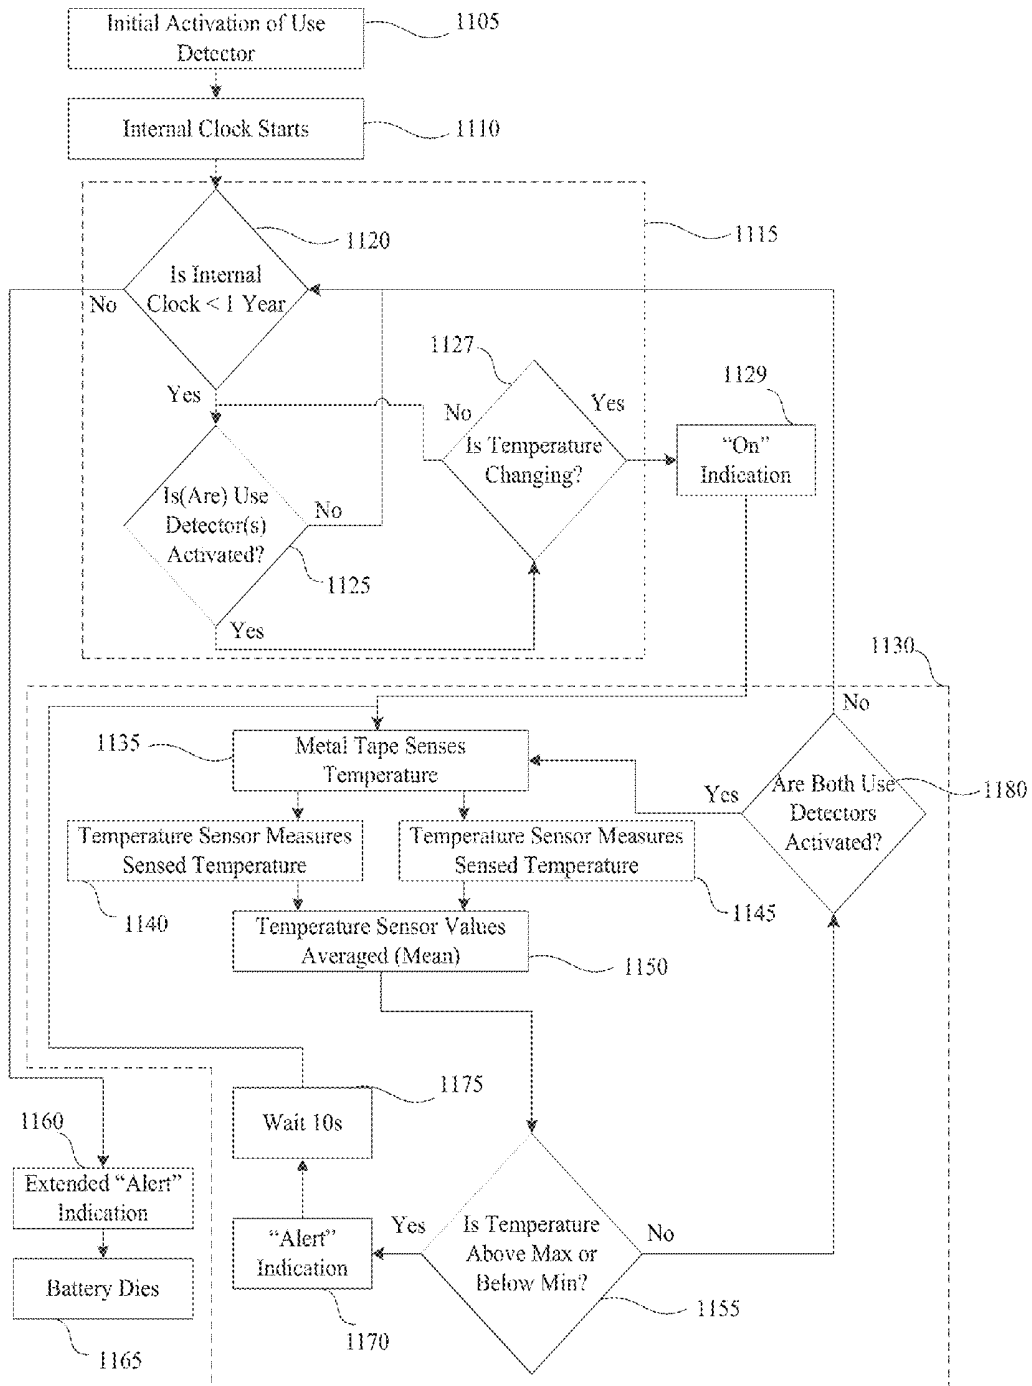 Initial Activation of Use
Detector
1105
Internal Clock Starts
1110
1115
1120
Is Internal
Clock < 1 Year
No
Yes
1127
No
Yes
Is Temperature
Changing?
1129
“On”
Indication
Is(Are) Use
Detector(s)
Activated?
No
1125
Yes
1130
No
1135
Metal Tape Senses
Temperature
Yes
Are Both Use
Detectors
Activated?
1180
Temperature Sensor Measures
Sensed Temperature
Temperature Sensor Measures
Sensed Temperature
1140
1145
Temperature Sensor Values
Averaged (Mean)
1150
1175
Wait 10s
1160
Extended “Alert”
Indication
“Alert”
Indication
Yes
Is Temperature
Above Max or
Below Min?
No
Battery Dies
1155
1170
1165